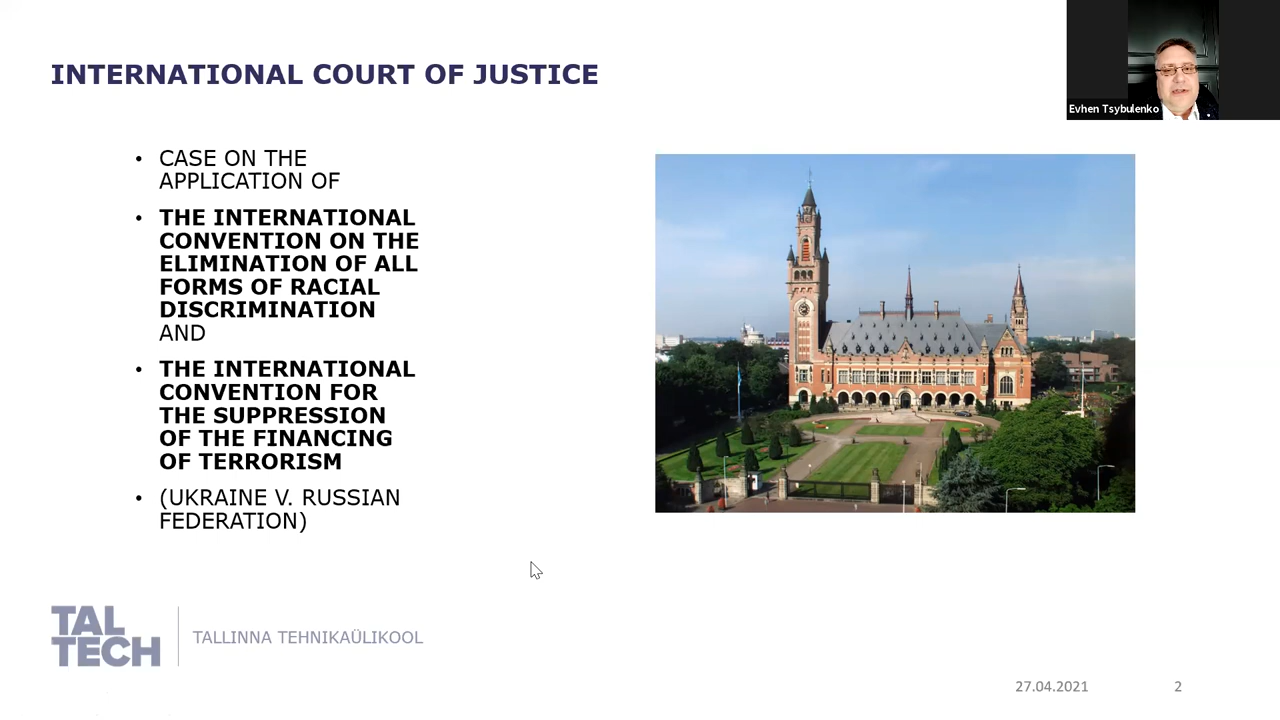 INTERNATIONAL COURT OF JUSTICE
Evhen Tsybulenko
• CASE ON THE
APPLICATION OF
• THE INTERNATIONAL
CONVENTION ON THE
ELIMINATION OF ALL
FORMS OF RACIAL
DISCRIMINATION
AND
• THE INTERNATIONAL
CONVENTION FOR
THE SUPPRESSION
OF THE FINANCING
OF TERRORISM
• (UKRAINE V. RUSSIAN
FEDERATION)
TAL
TECH
TALLINNA TEHNIKAÜLIKOOL
27.04.2021
2